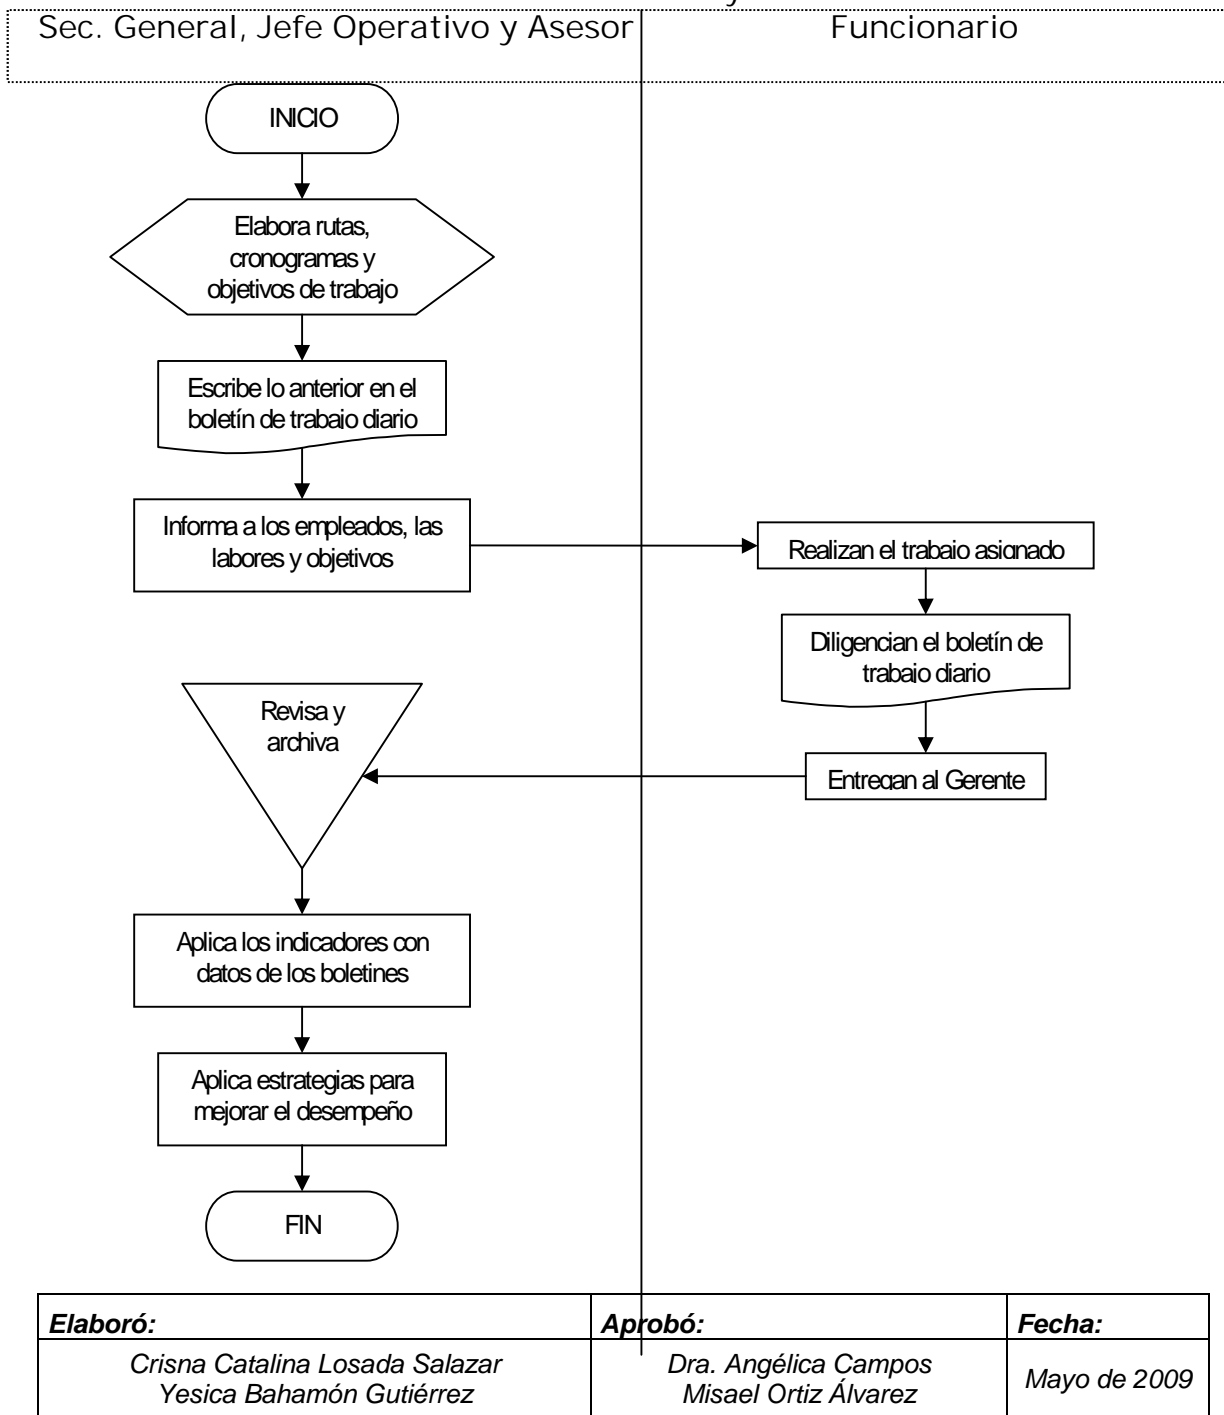 Sec. General, Jefe Operativo y Asesor
Funcionario
INICIO
Elabora rutas,
cronogramas y
objetivos de trabajo
Escribe lo anterior en el
boletín de trabajo diario
Informa a los empleados, las
labores y objetivos
Realizan el trabajo asignado
Diligencian el boletín de
trabajo diario
Entregan al Gerente
Revisa y
archiva
Aplica los indicadores con
datos de los boletines
Aplica estrategias para
mejorar el desempeño
FIN
Elaboró:
Aprobó:
Fecha:
Crisna Catalina Losada Salazar
Yesica Bahamón Gutiérrez
Dra. Angélica Campos
Misael Ortiz Álvarez
Mayo de 2009